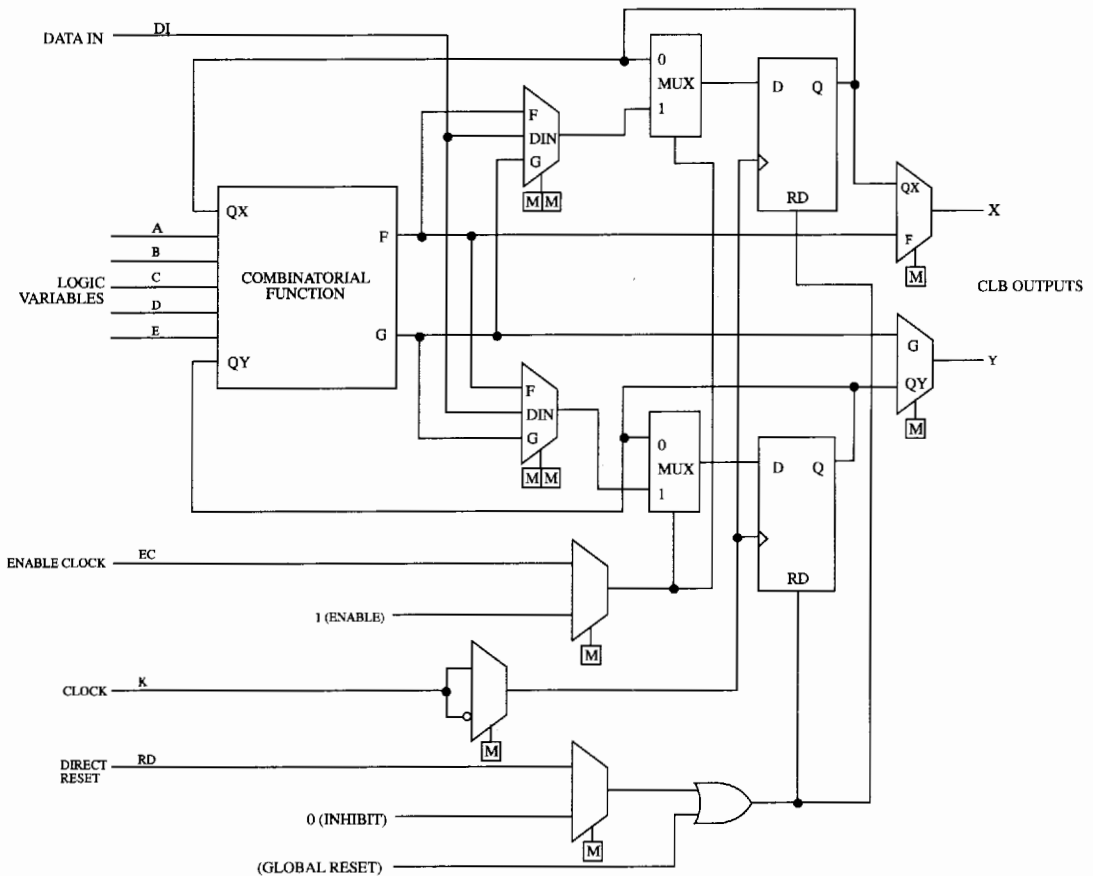 DATA IN
DI
0
MUX
1
D Q
RD
F
DIN
G
M M
QX
F
M
X
CLB OUTPUTS
QX
A
B
C
D
E
LOGIC
VARIABLES
COMBINATORIAL
FUNCTION
F
G
QY
G
QY
M
Y
F
DIN
G
M M
0
MUX
1
D Q
RD
ENABLE CLOCK
EC
1 (ENABLE)
M
CLOCK
K
M
DIRECT
RESET
RD
0 (INHIBIT)
M
(GLOBAL RESET)